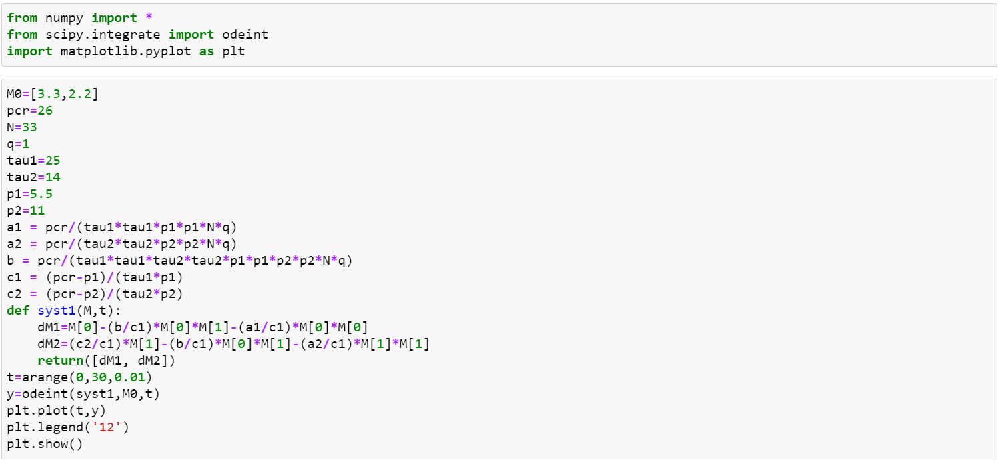 from numpy import *
from scipy.integrate import odeint
import matplotlib.pyplot as plt
M0=[3.3,2.2]
pcr=26
N=33
q=1
tau1=25
tau2=14
p1=5.5
p2=11
a1 = pcr/(tau1*tau1*p1*p1*N*q)
a2 = pcr/(tau2*tau2*p2*p2*N*q)
b = pcr/(tau1*tau1*tau2*tau2*p1*p1*p2*p2*N*q)
c1 = (pcr-p1)/(tau1*p1)
c2 = (pcr-p2)/(tau2*p2)
def syst1(M,t):
    dM1=M[0]-(b/c1)*M[0]*M[1]-(a1/c1)*M[0]*M[0]
    dM2=(c2/c1)*M[1]-(b/c1)*M[0]*M[1]-(a2/c1)*M[1]*M[1]
    return([dM1, dM2])
t=arange(0,30,0.01)
y=odeint(syst1,M0,t)
plt.plot(t,y)
plt.legend('12')
plt.show()